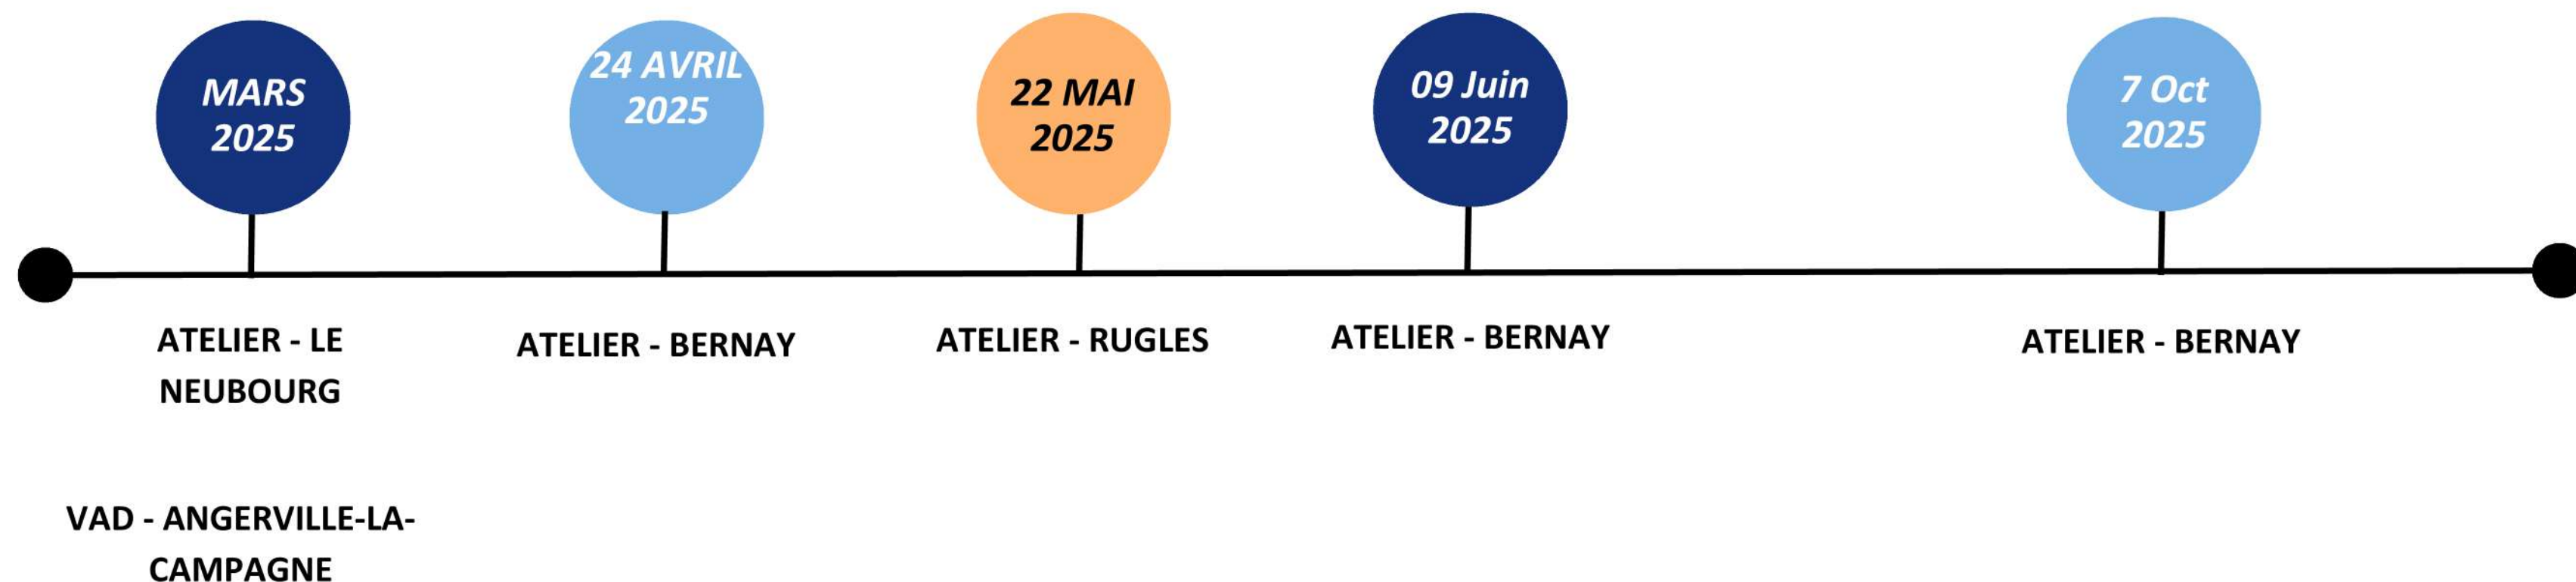 MARS
2025
24 AVRIL
2025
22 MAI
2025
09 Juin
2025
7 Oct
2025
ATELIER - LE
NEUBOURG
VAD - ANGERVILLE-LA-
CAMPAGNE
ATELIER - BERNAY
ATELIER - RUGLES
ATELIER - BERNAY
ATELIER - BERNAY